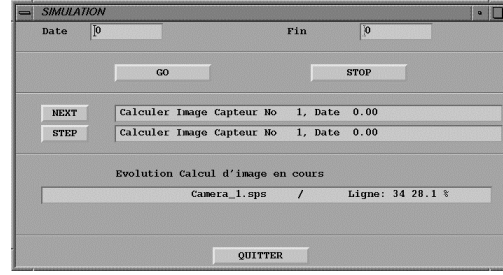 SIMULATION
Date 0 Fin 0
GO STOP
NEXT Calculer Image Capteur No 1, Date 0.00
STEP Calculer Image Capteur No 1, Date 0.00
Evolution Calcul d'image en cours
Camera_1.sps / Ligne: 34 28.1 %
QUITTER